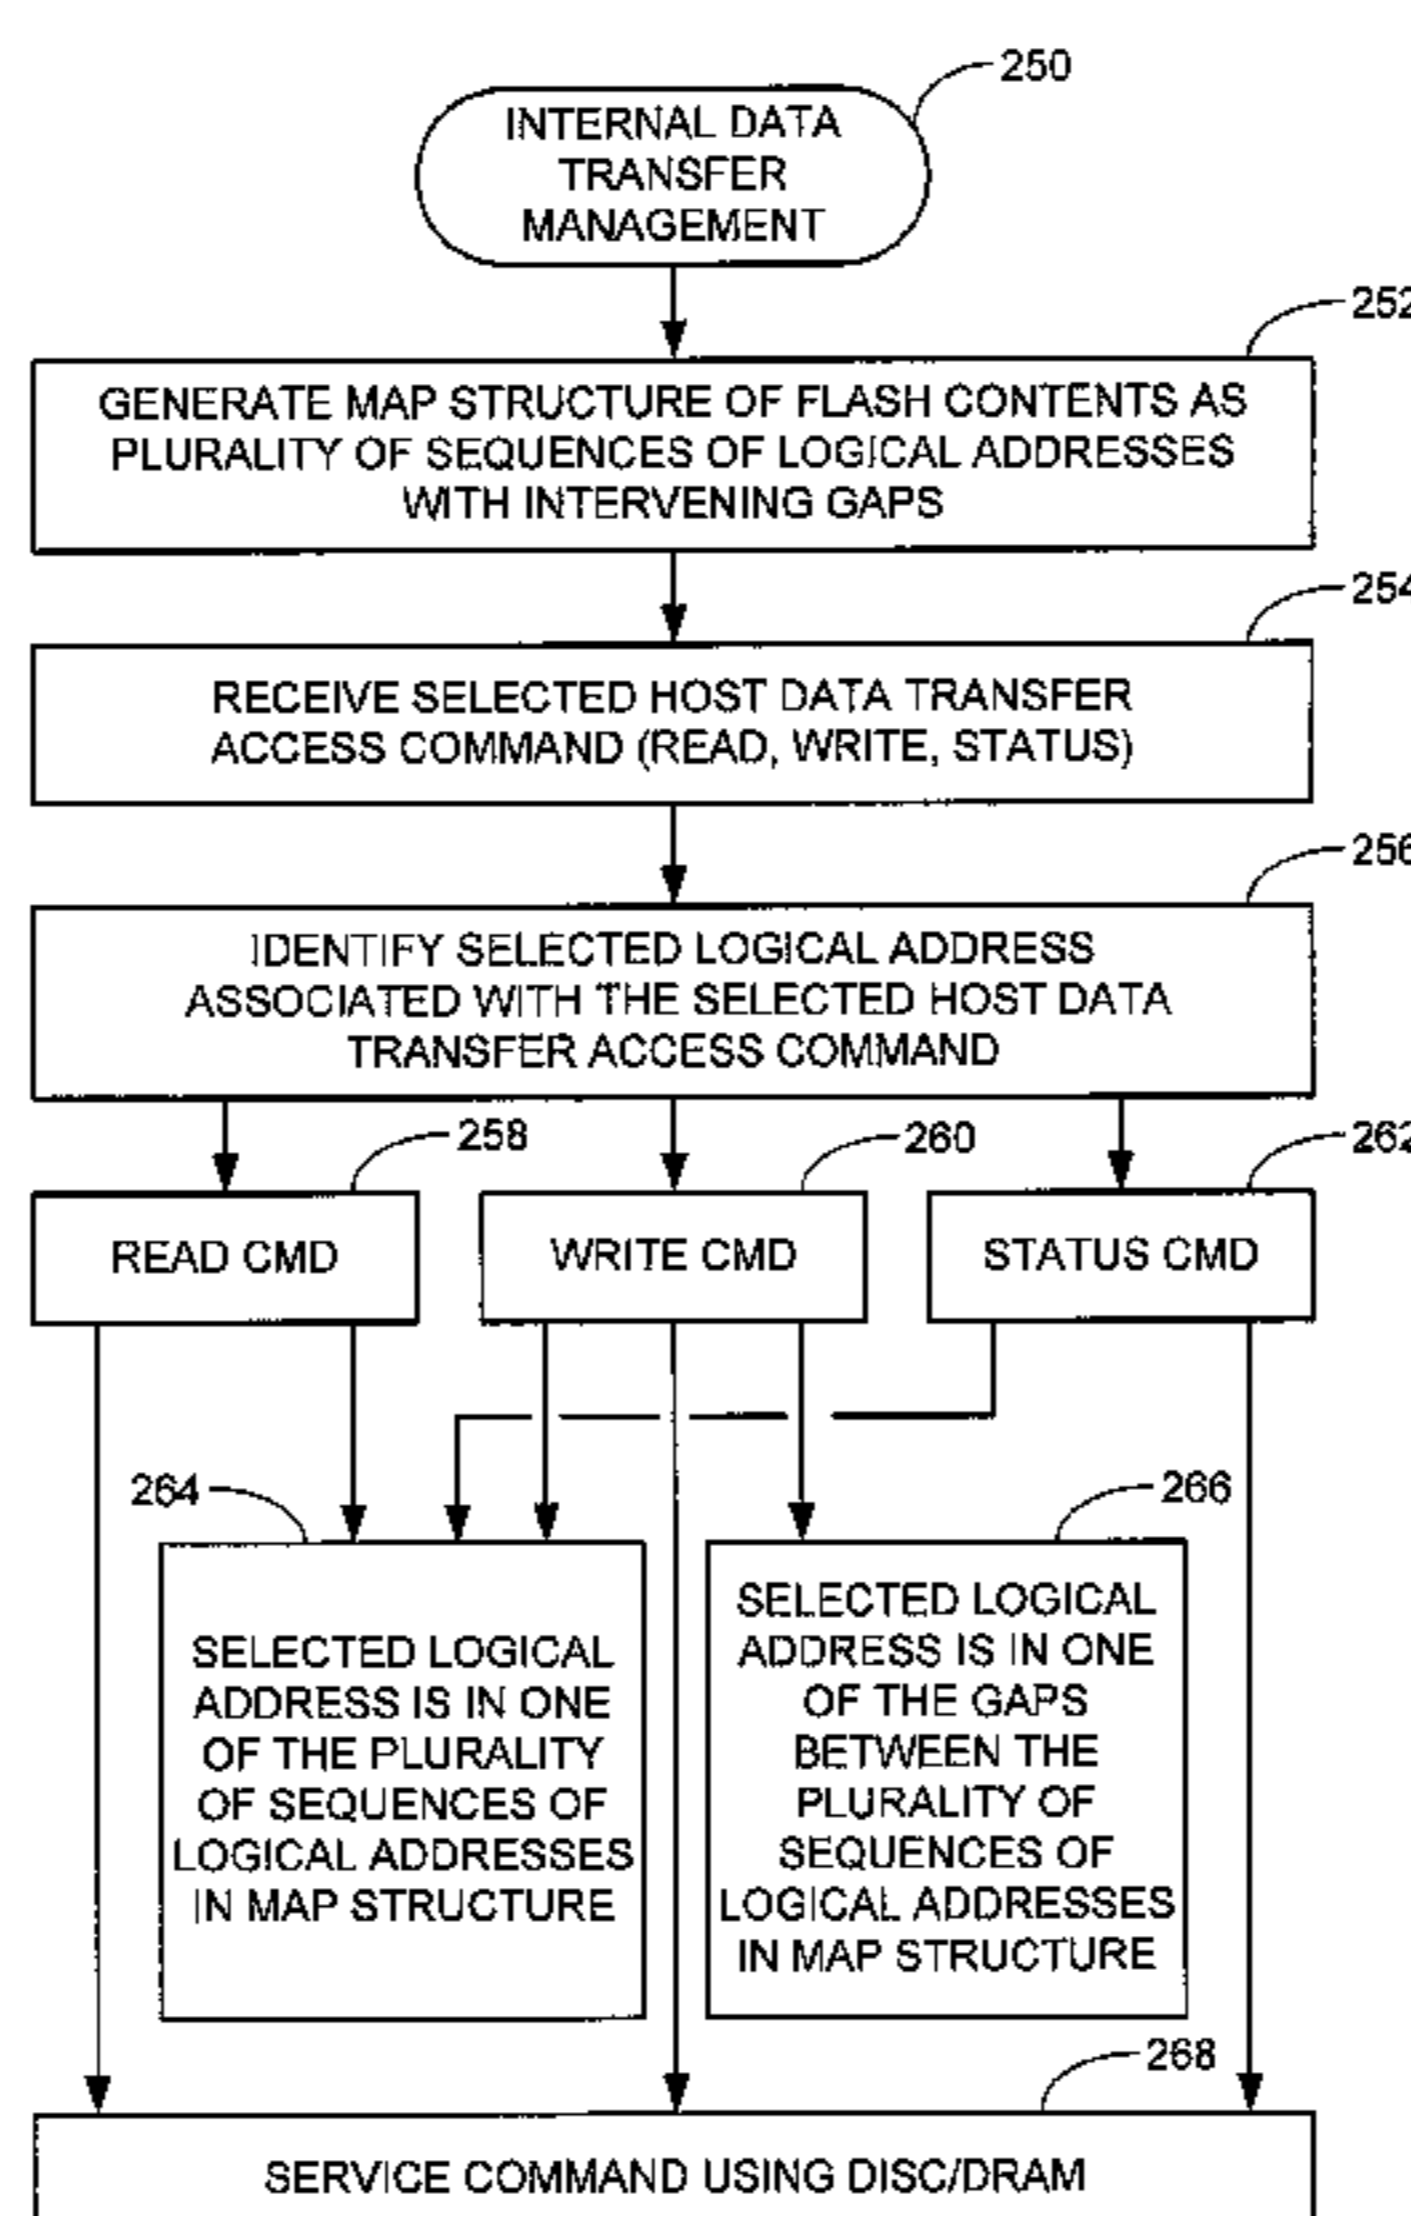 250
INTERNAL DATA
TRANSFER
MANAGEMENT
252
GENERATE MAP STRUCTURE OF FLASH CONTENTS AS
PLURALITY OF SEQUENCES OF LOGICAL ADDRESSES
WITH INTERVENING GAPS
254
RECEIVE SELECTED HOST DATA TRANSFER
ACCESS COMMAND (READ, WRITE, STATUS)
256
IDENTIFY SELECTED LOGICAL ADDRESS
ASSOCIATED WITH THE SELECTED HOST DATA
TRANSFER ACCESS COMMAND
258
260
262
READ CMD
WRITE CMD
STATUS CMD
264
266
SELECTED LOGICAL
ADDRESS IS IN ONE
OF THE PLURALITY
OF SEQUENCES OF
LOGICAL ADDRESSES
IN MAP STRUCTURE
SELECTED LOGICAL
ADDRESS IS IN ONE
OF THE GAPS
BETWEEN THE
PLURALITY OF
SEQUENCES OF
LOGICAL ADDRESSES
IN MAP STRUCTURE
268
SERVICE COMMAND USING DISC/DRAM